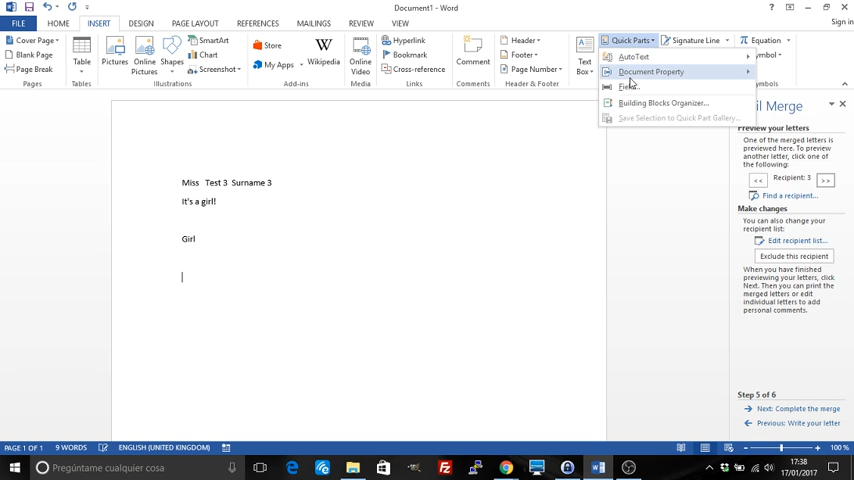 Document1 - Word
Sign in
FILE HOME INSERT DESIGN PAGE LAYOUT REFERENCES MAILINGS REVIEW VIEW
Cover Page
Blank Page
Page Break
Pages
Table
Tables
Pictures
Online Pictures
Shapes
SmartArt
Chart
Screenshot
Illustrations
Store
My Apps
Wikipedia
Add-ins
Online Video
Media
Hyperlink
Bookmark
Cross-reference
Links
Comment
Comments
Header
Footer
Page Number
Header & Footer
Text Box
Quick Parts
Signature Line
Equation
AutoText
Document Property
Building Blocks Organizer...
Save Selection to Quick Part Gallery...
Miss Test 3 Surname 3
It's a girl!
Girl
Merge
Preview your letters
One of the merged letters is
previewed here. To preview
another letter, click one of
the following:
<< Recipient: 3 >>
Find a recipient...
Make changes
You can also change your
recipient list:
Edit recipient list...
Exclude this recipient
When you have finished
previewing your letters, click
Next. Then you can print the
merged letters or edit
individual letters to add
personal comments.
Step 5 of 6
Next: Complete the merge
Previous: Write your letter
PAGE 1 OF 1 9 WORDS ENGLISH (UNITED KINGDOM) 100 %
Pregúntame cualquier cosa
17:38
17/01/2017